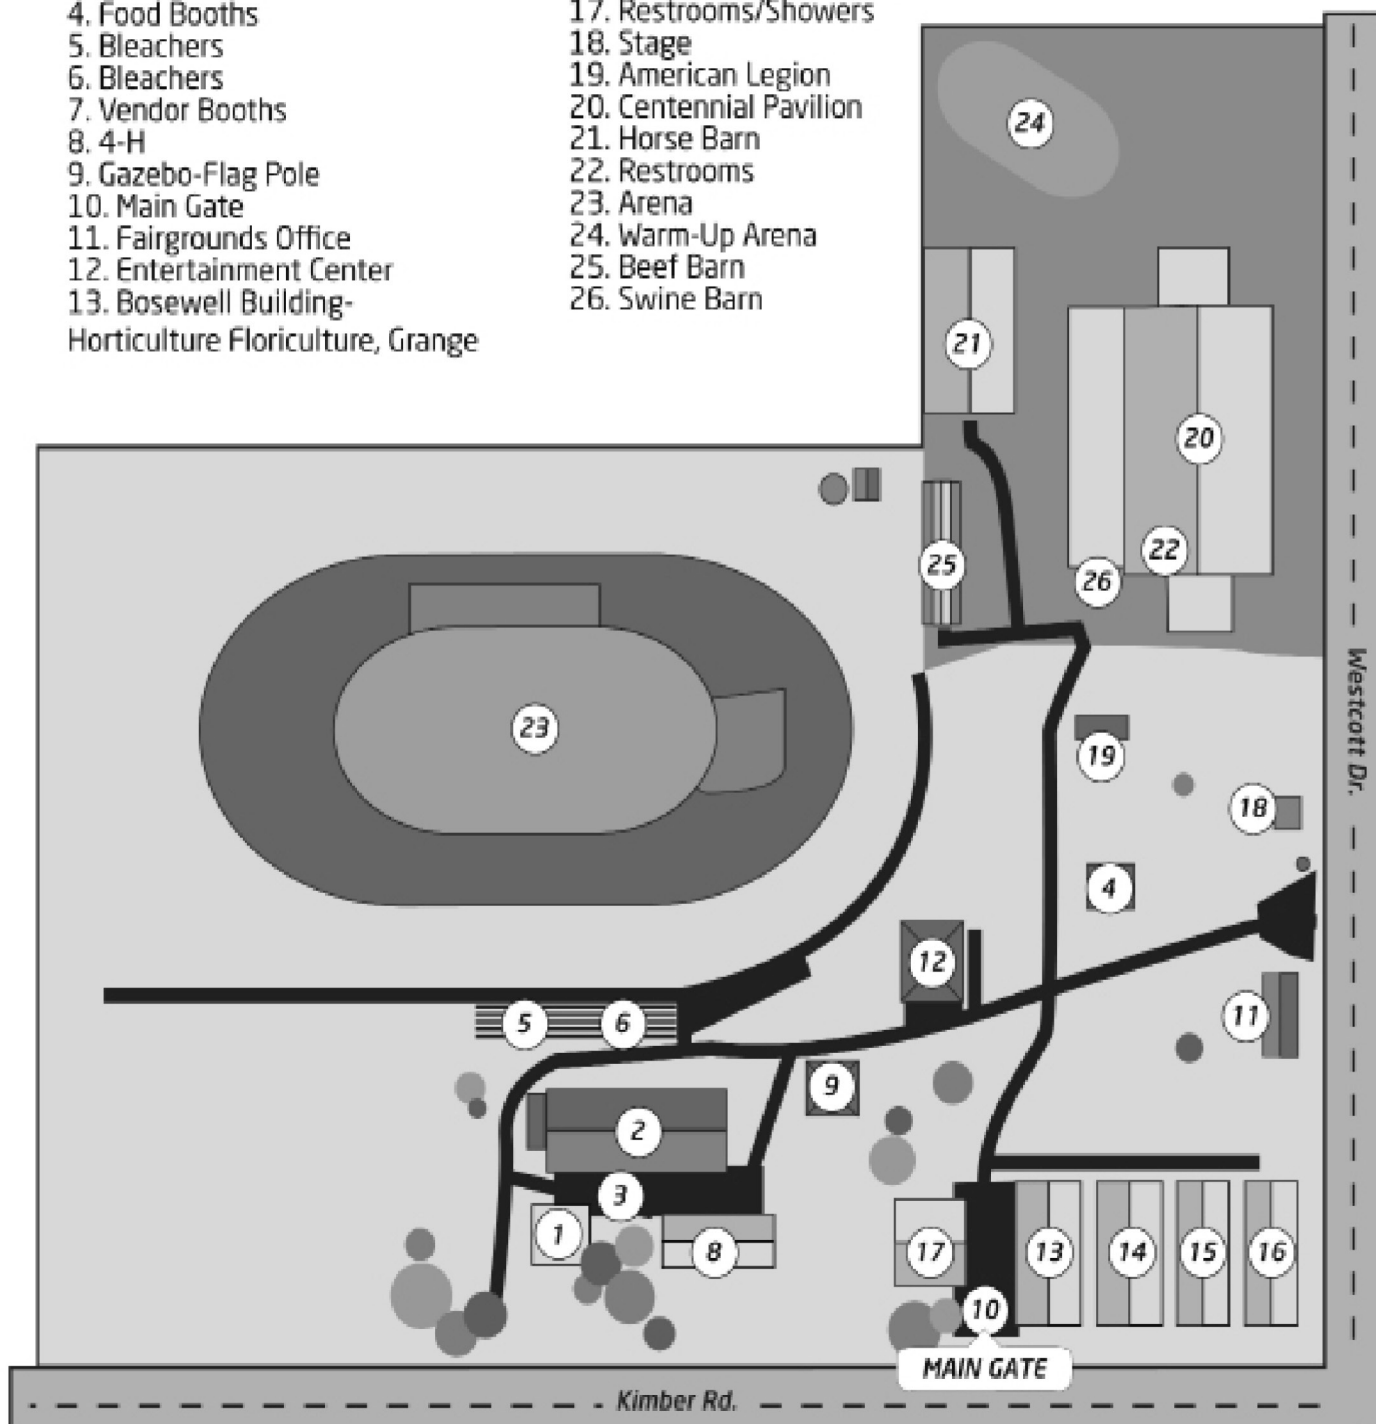 4. Food Booths
5. Bleachers
6. Bleachers
7. Vendor Booths
8. 4-H
9. Gazebo-Flag Pole
10. Main Gate
11. Fairgrounds Office
12. Entertainment Center
13. Bosewell Building-
Horticulture Floriculture, Grange
17. Restrooms/Showers
18. Stage
19. American Legion
20. Centennial Pavilion
21. Horse Barn
22. Restrooms
23. Arena
24. Warm-Up Arena
25. Beef Barn
26. Swine Barn
24
21
20
22
25
26
23
19
18
4
12
11
5
6
9
2
3
1
8
17
13
14
15
16
10
MAIN GATE
Kimber Rd.
Westcott Dr.